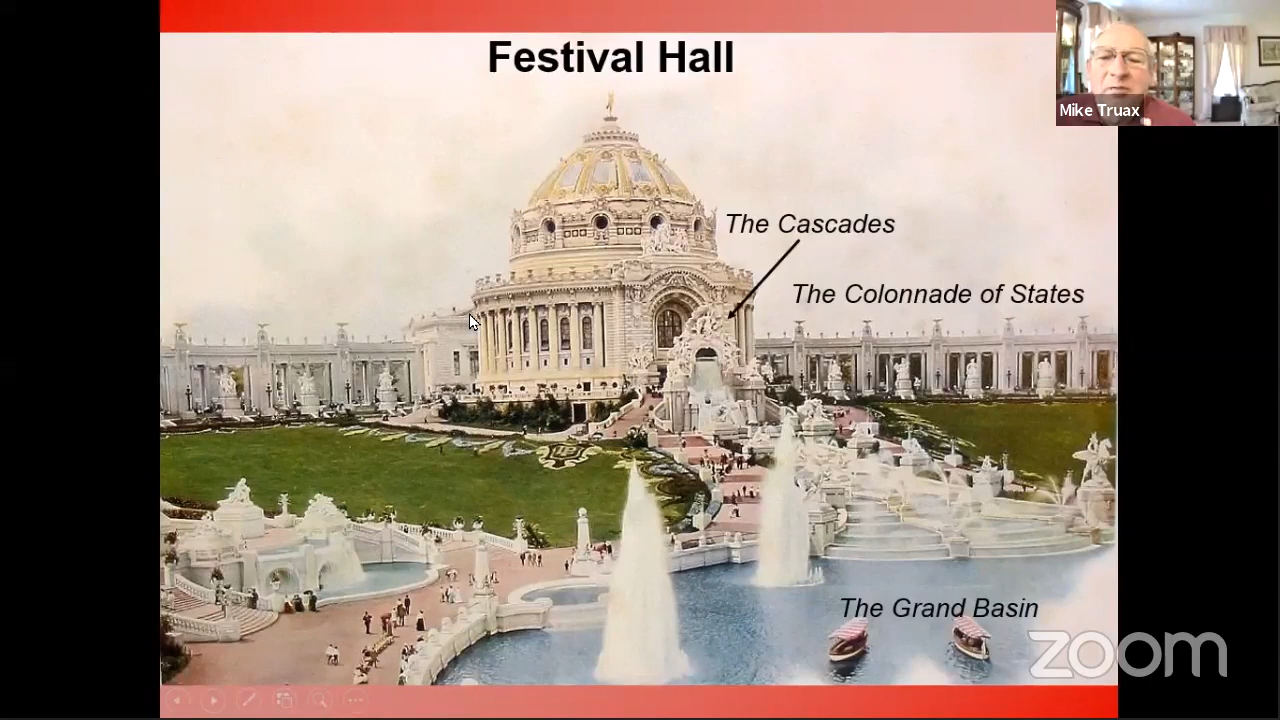 Festival Hall
Mike Truax
The Cascades
The Colonnade of States
The Grand Basin
zoom